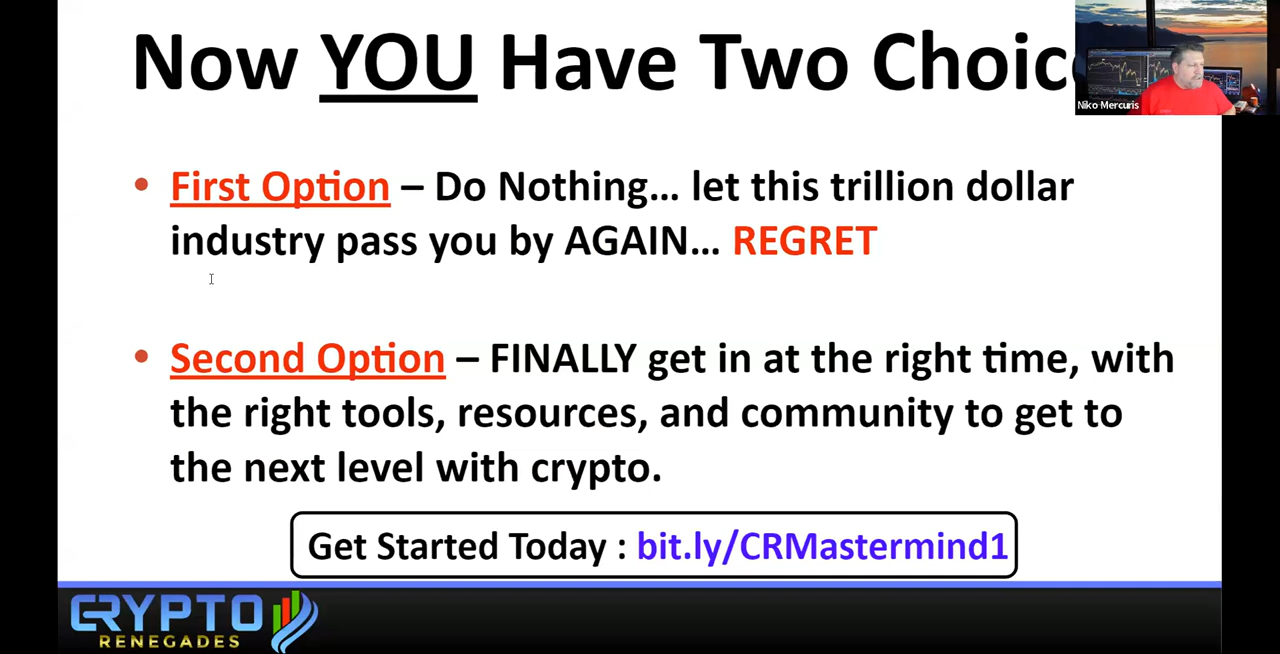 Now YOU Have Two Choic
Niko Mercuris
• First Option – Do Nothing... let this trillion dollar
industry pass you by AGAIN... REGRET
• Second Option – FINALLY get in at the right time, with
the right tools, resources, and community to get to
the next level with crypto.
Get Started Today : bit.ly/CRMastermind1
CRYPTO
RENEGADES